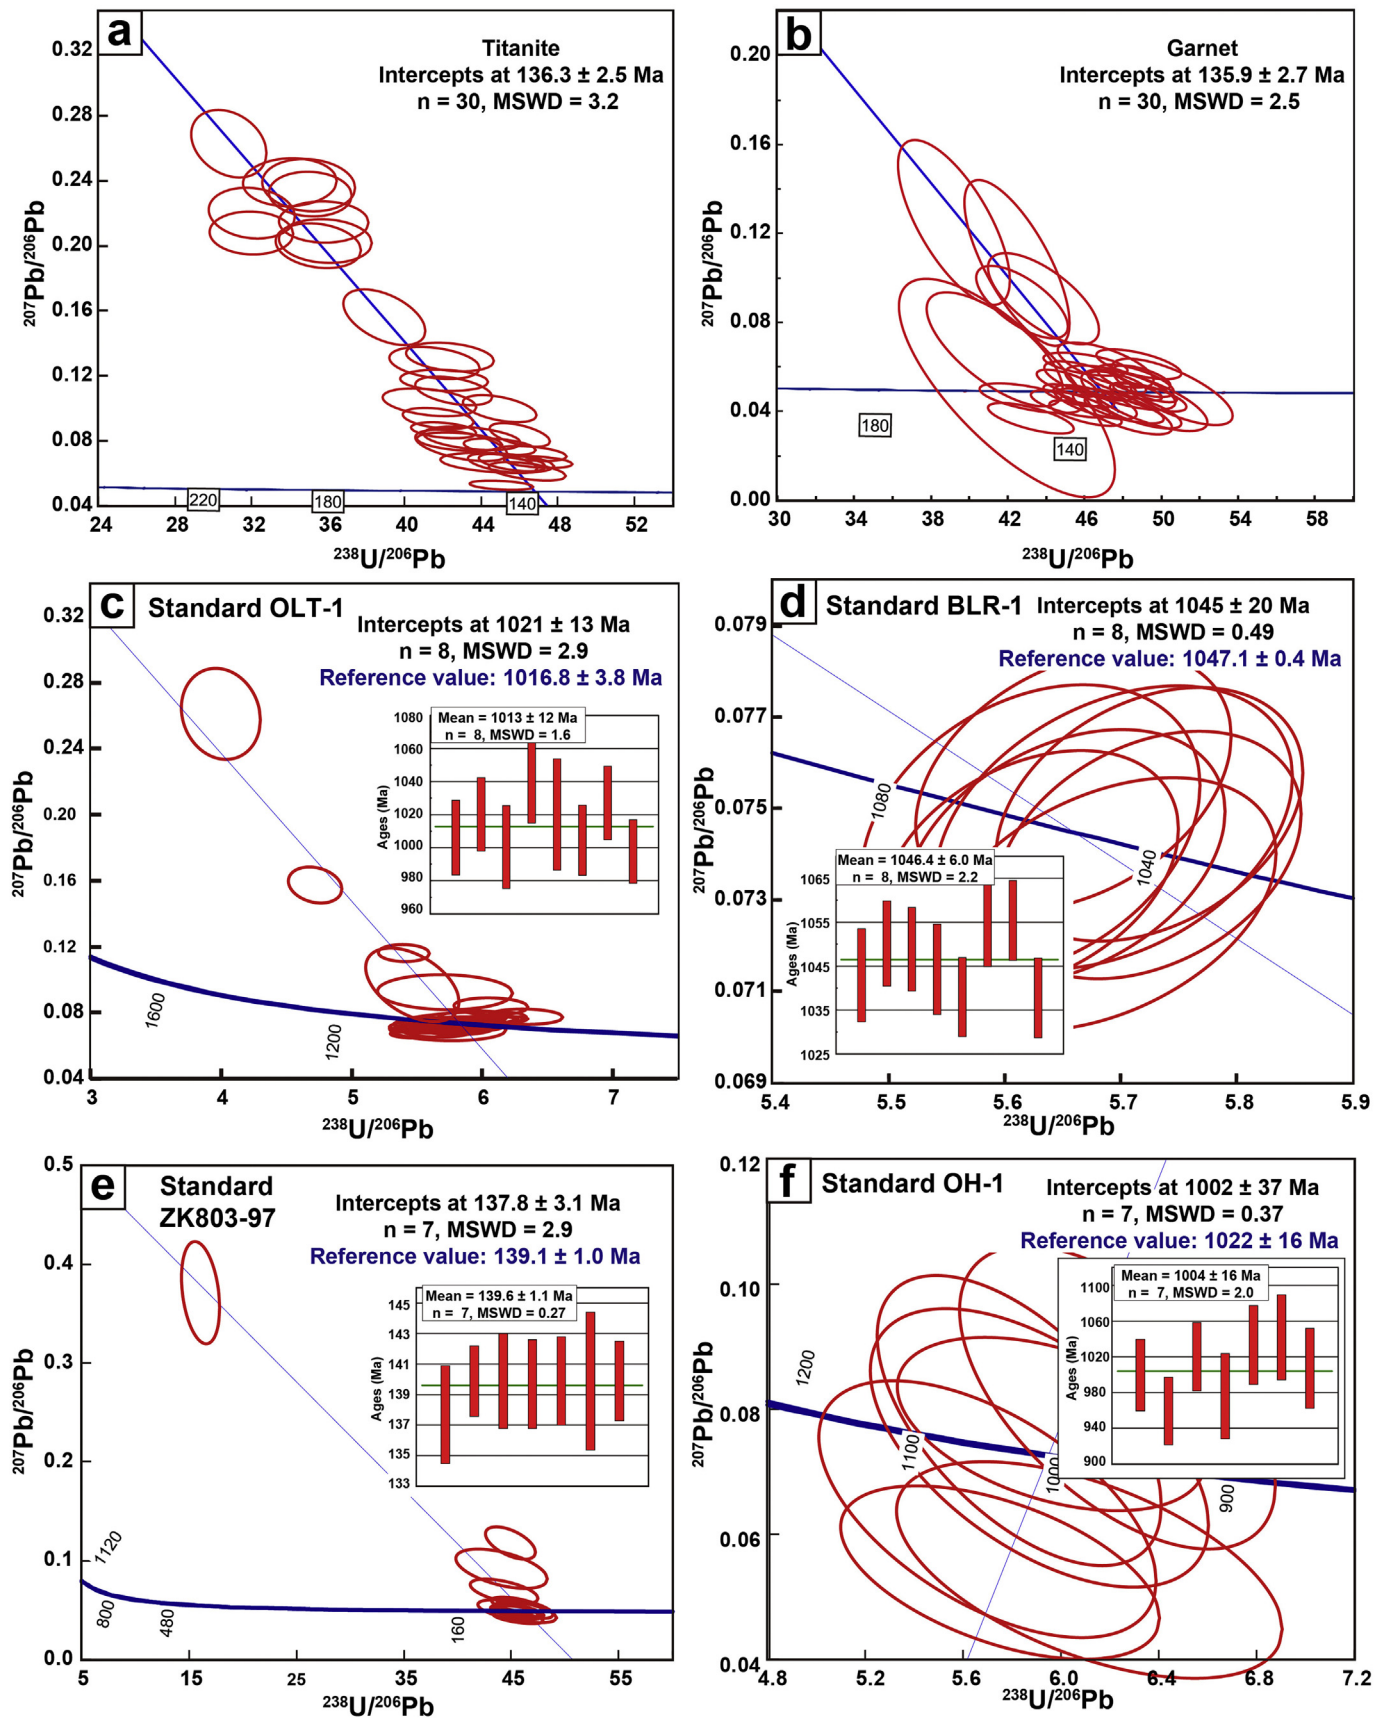 a
Titanite
Intercepts at 136.3 ± 2.5 Ma
n = 30, MSWD = 3.2
0.32
0.28
0.24
0.20
0.16
0.12
0.08
0.04
207Pb/206Pb
220
180
140
24 28 32 36 40 44 48 52
238U/206Pb
b
Garnet
Intercepts at 135.9 ± 2.7 Ma
n = 30, MSWD = 2.5
0.20
0.16
0.12
0.08
0.04
0.00
207Pb/206Pb
180
140
30 34 38 42 46 50 54 58
238U/206Pb
c
Standard OLT-1
Intercepts at 1021 ± 13 Ma
n = 8, MSWD = 2.9
Reference value: 1016.8 ± 3.8 Ma
0.32
0.28
0.24
0.20
0.16
0.12
0.08
0.04
207Pb/206Pb
Mean = 1013 ± 12 Ma
n = 8, MSWD = 1.6
1080
1060
1040
1020
1000
980
960
Ages (Ma)
1600
1200
3 4 5 6 7
238U/206Pb
d
Standard BLR-1
Intercepts at 1045 ± 20 Ma
n = 8, MSWD = 0.49
Reference value: 1047.1 ± 0.4 Ma
0.079
0.077
0.075
0.073
0.071
0.069
207Pb/206Pb
1080
1040
Mean = 1046.4 ± 6.0 Ma
n = 8, MSWD = 2.2
1065
1055
1045
1035
1025
Ages (Ma)
5.4 5.5 5.6 5.7 5.8 5.9
238U/206Pb
e
Standard
ZK803-97
Intercepts at 137.8 ± 3.1 Ma
n = 7, MSWD = 2.9
Reference value: 139.1 ± 1.0 Ma
0.5
0.4
0.3
0.2
0.1
0.0
207Pb/206Pb
Mean = 139.6 ± 1.1 Ma
n = 7, MSWD = 0.27
145
143
141
139
137
135
133
Ages (Ma)
1120
800
480
160
5 15 25 35 45 55
238U/206Pb
f
Standard OH-1
Intercepts at 1002 ± 37 Ma
n = 7, MSWD = 0.37
Reference value: 1022 ± 16 Ma
0.12
0.10
0.08
0.06
0.04
207Pb/206Pb
Mean = 1004 ± 16 Ma
n = 7, MSWD = 2.0
1100
1060
1020
980
940
900
Ages (Ma)
1200
1100
1000
900
4.8 5.2 5.6 6.0 6.4 6.8 7.2
238U/206Pb